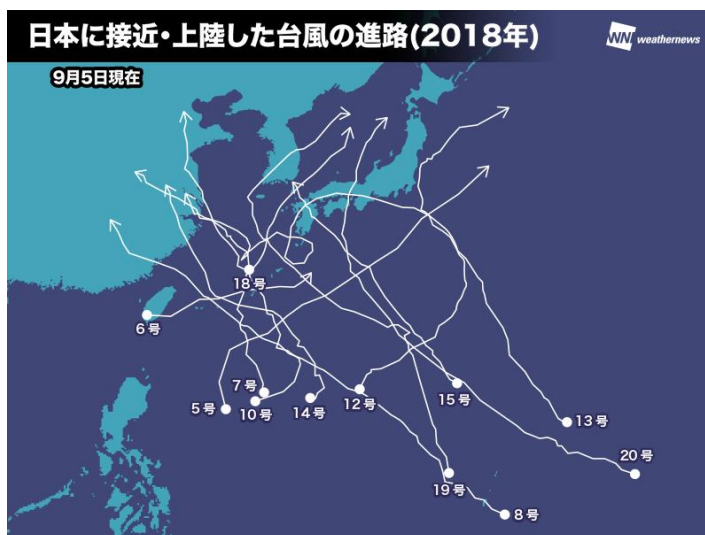 日本に接近・上陸した台風の進路(2018年)
WN weathernews
9月5日現在
18号
6号
7号
5号
10号
14号
12号
15号
13号
20号
19号
8号